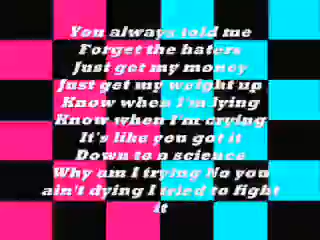 You always told me
Forget the haters
Just get my money
Just get my weight up
Know when I'm lying
Know when I'm crying
It's like you got it
Down to a science
Why am I trying No you
ain't dying I tried to fight
it